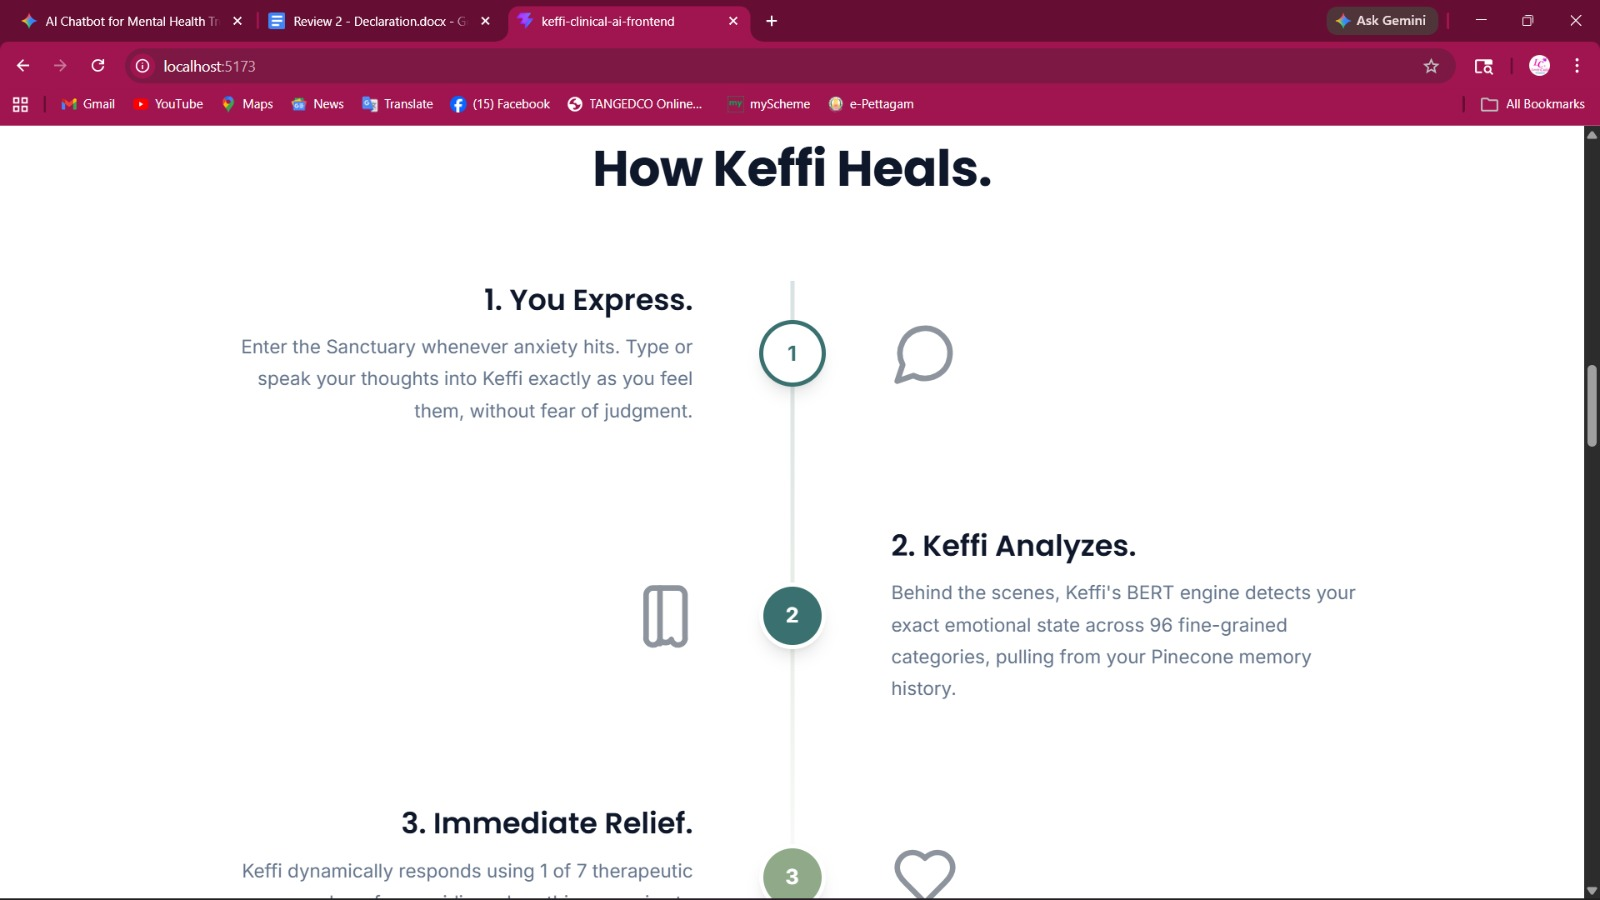 AI Chatbot for Mental Health Tr
Review 2 - Declaration.docx - G
keffi-clinical-ai-frontend
Ask Gemini
localhost:5173
Gmail
YouTube
Maps
News
Translate
(15) Facebook
TANGEDCO Online...
my
myScheme
e-Pettagam
All Bookmarks
How Keffi Heals.
1. You Express.
Enter the Sanctuary whenever anxiety hits. Type or
speak your thoughts into Keffi exactly as you feel
them, without fear of judgment.
1
2. Keffi Analyzes.
Behind the scenes, Keffi's BERT engine detects your
exact emotional state across 96 fine-grained
categories, pulling from your Pinecone memory
history.
2
3. Immediate Relief.
Keffi dynamically responds using 1 of 7 therapeutic
3